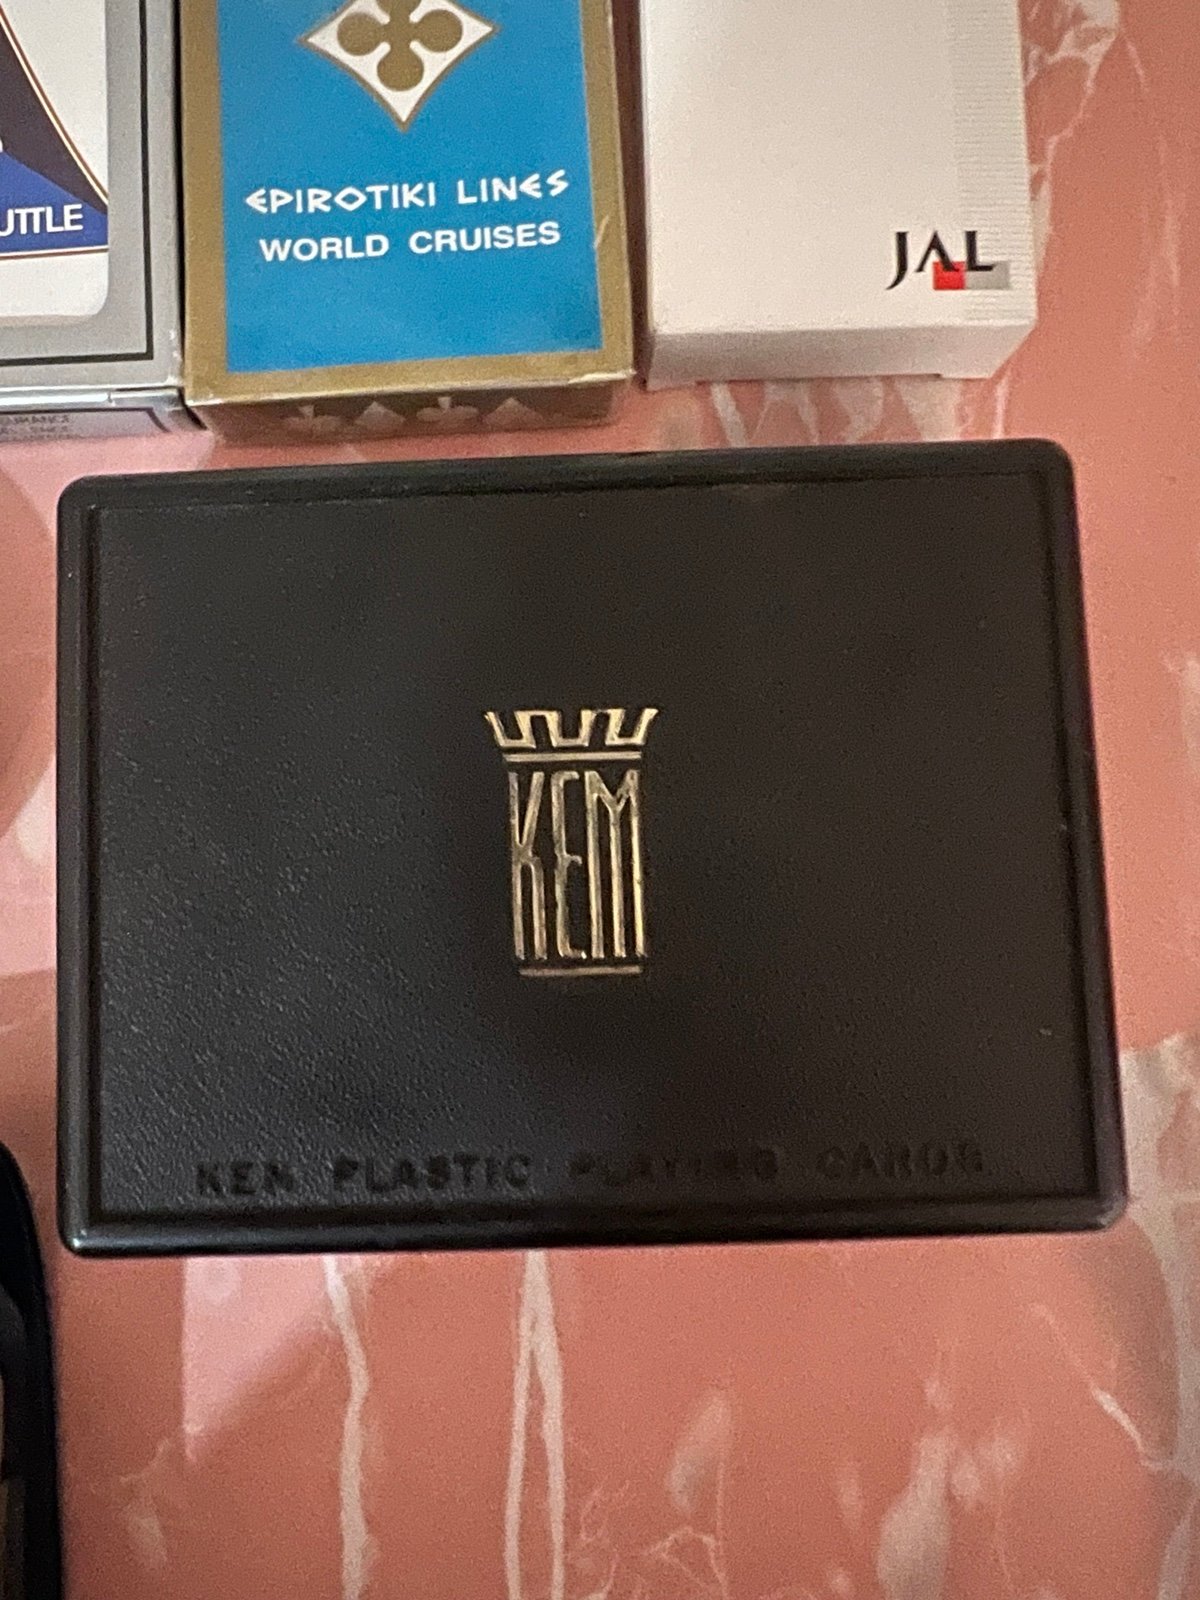 UTTLE
EPIROTIKI LINES
WORLD CRUISES
JAL
KEM
KEM PLASTIC PLAYING CARDS